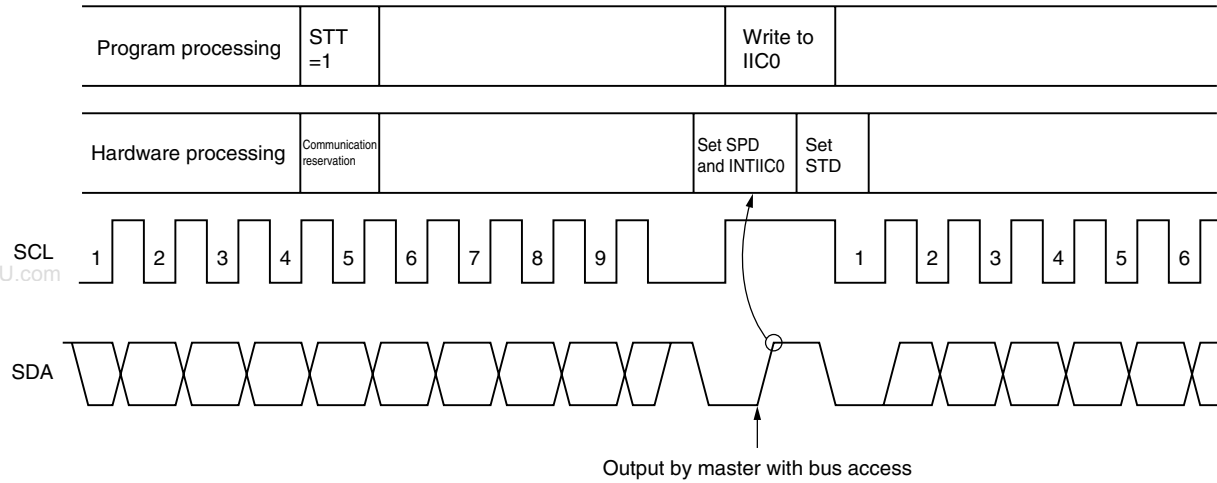 Program processing
STT
=1
Write to
IIC0
Hardware processing
Communication
reservation
Set SPD
and INTIIC0
Set
STD
SCL
1 2 3 4 5 6 7 8 9 1 2 3 4 5 6
U.com
SDA
Output by master with bus access